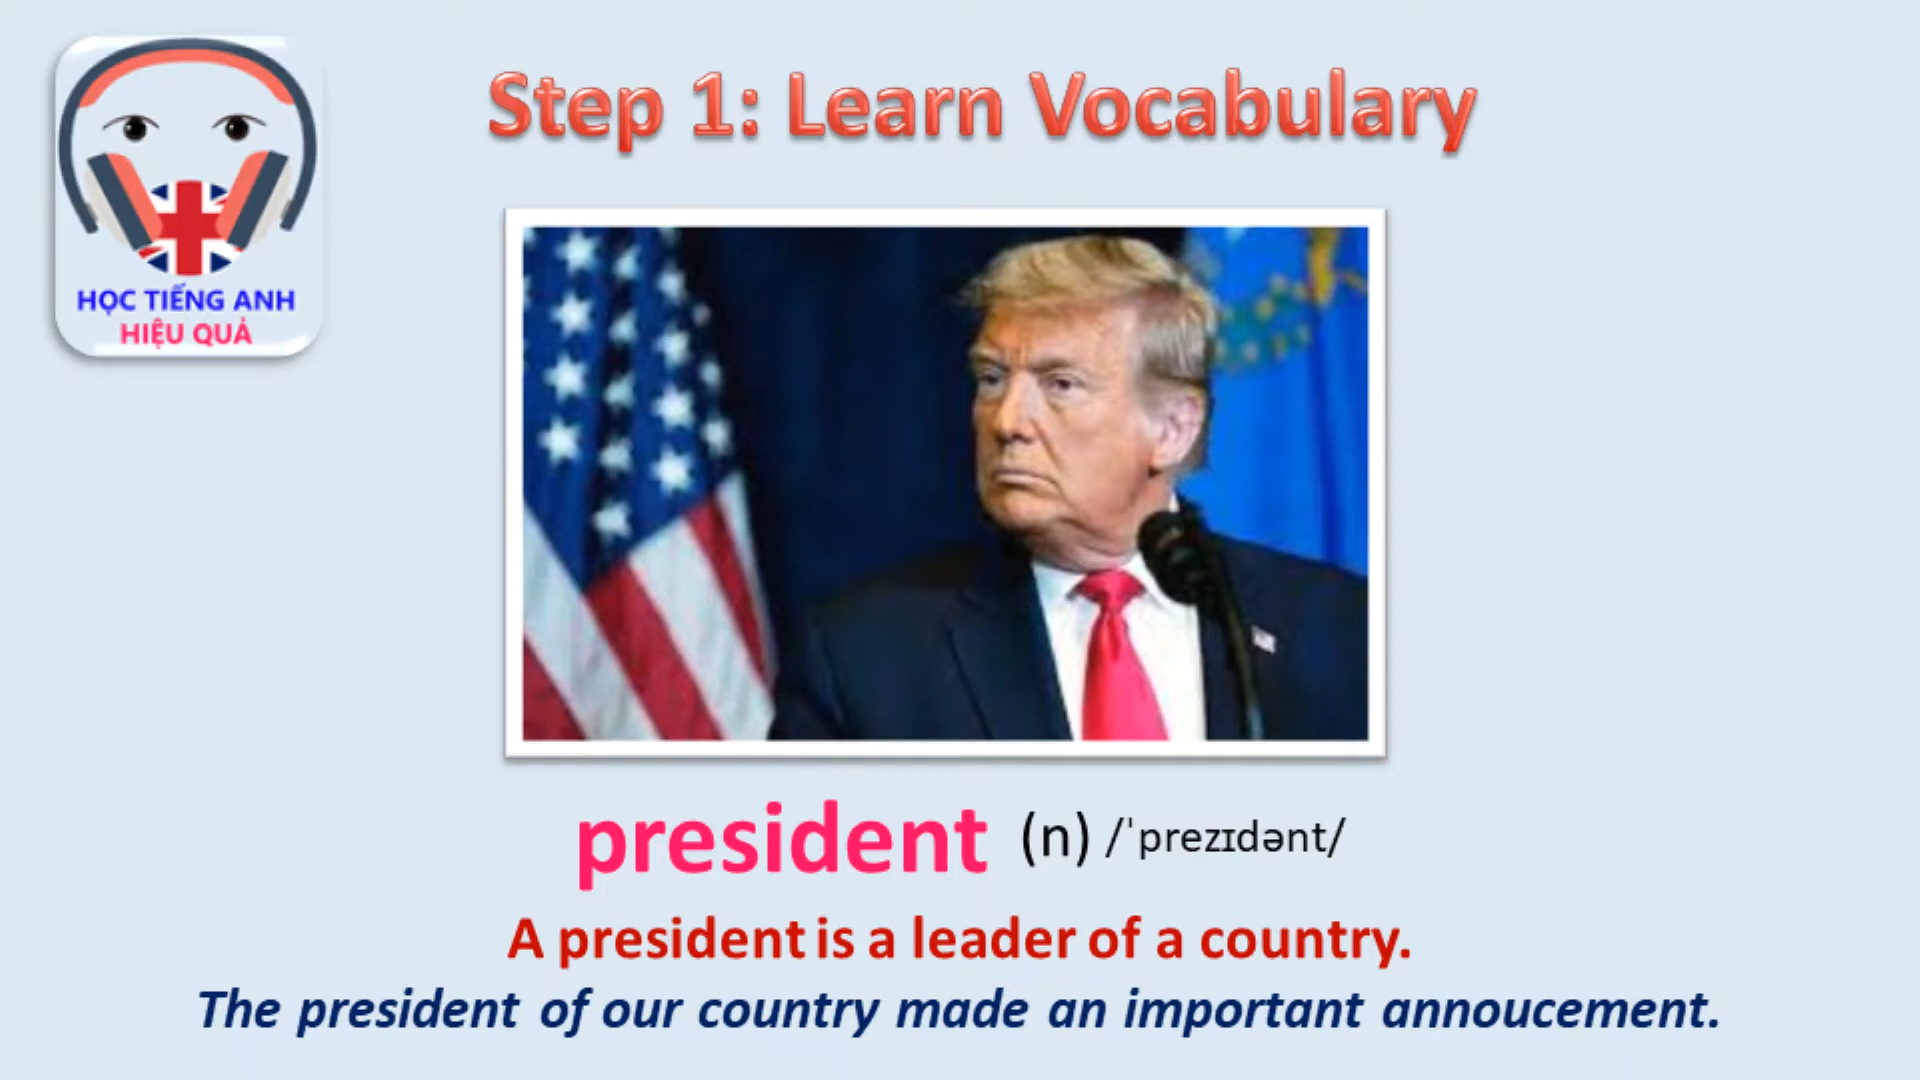 HỌC TIẾNG ANH
HIỆU QUẢ
Step 1: Learn Vocabulary
president (n) /ˈprezɪdənt/
A president is a leader of a country.
The president of our country made an important annoucement.